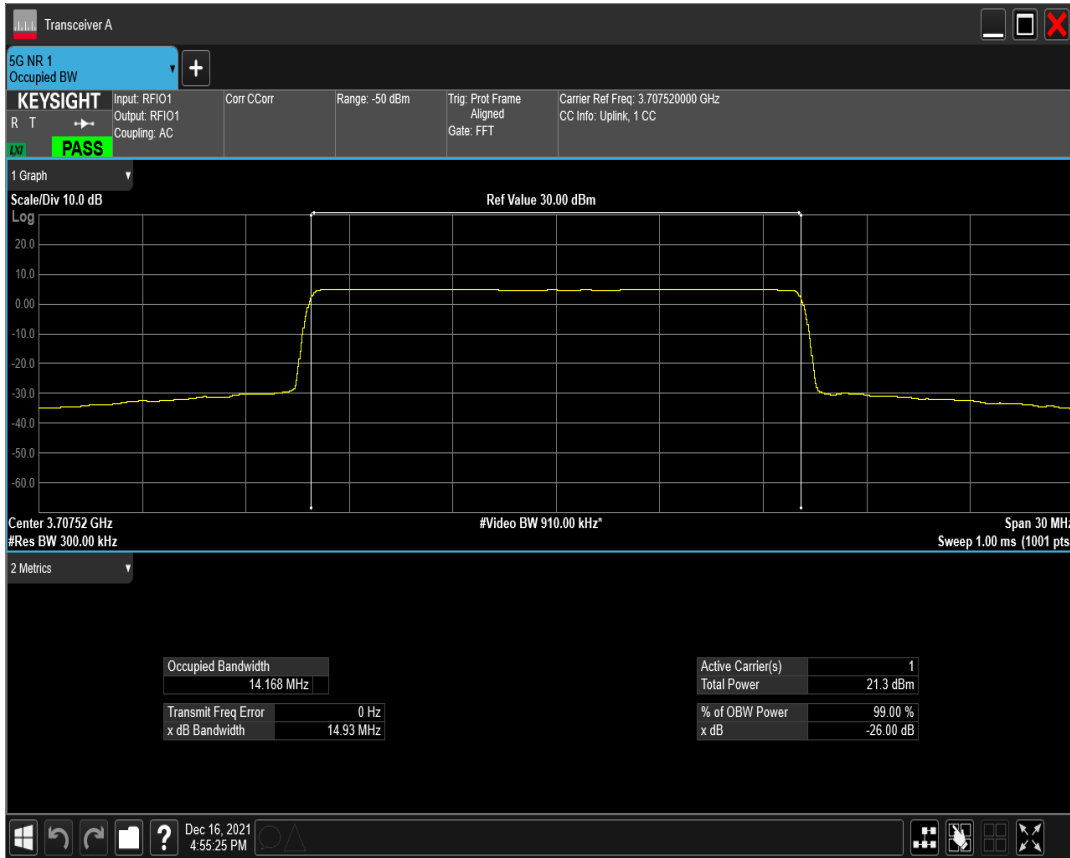 Transceiver A
5G NR 1
Occupied BW
KEYSIGHT
R T
LXI
PASS
Input: RFIO1
Output: RFIO1
Coupling: AC
Corr CCorr
Range: -50 dBm
Trig: Prot Frame
Aligned
Gate: FFT
Carrier Ref Freq: 3.707520000 GHz
CC Info: Uplink, 1 CC
1 Graph
Scale/Div 10.0 dB
Ref Value 30.00 dBm
Log
20.0
10.0
0.00
-10.0
-20.0
-30.0
-40.0
-50.0
-60.0
Center 3.70752 GHz
#Video BW 910.00 kHz*
Span 30 MHz
#Res BW 300.00 kHz
Sweep 1.00 ms (1001 pts
2 Metrics
Occupied Bandwidth
14.168 MHz
Transmit Freq Error 0 Hz
x dB Bandwidth 14.93 MHz
Active Carrier(s) 1
Total Power 21.3 dBm
% of OBW Power 99.00 %
x dB -26.00 dB
?
Dec 16, 2021
4:55:25 PM